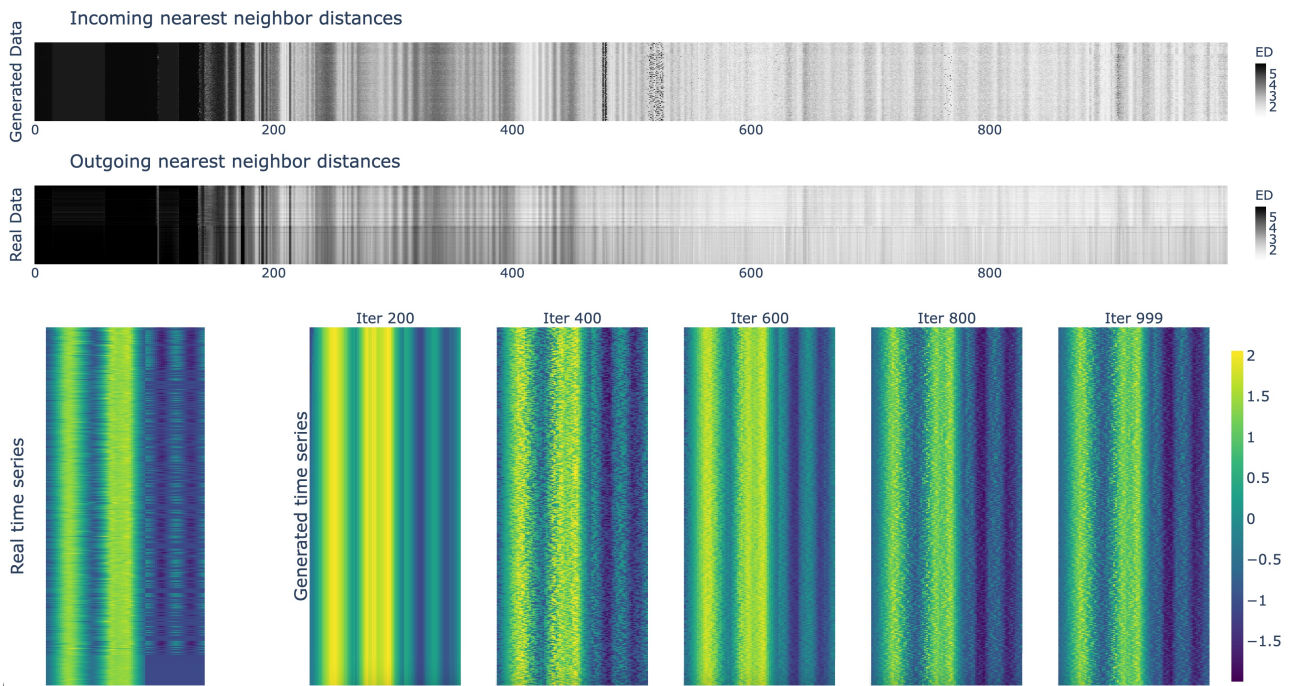 Incoming nearest neighbor distances
Generated Data
ED
5
4
3
2
0 200 400 600 800
Outgoing nearest neighbor distances
Real Data
ED
5
4
3
2
0 200 400 600 800
Real time series
Generated time series
Iter 200 Iter 400 Iter 600 Iter 800 Iter 999
2
1.5
1
0.5
0
−0.5
−1
−1.5